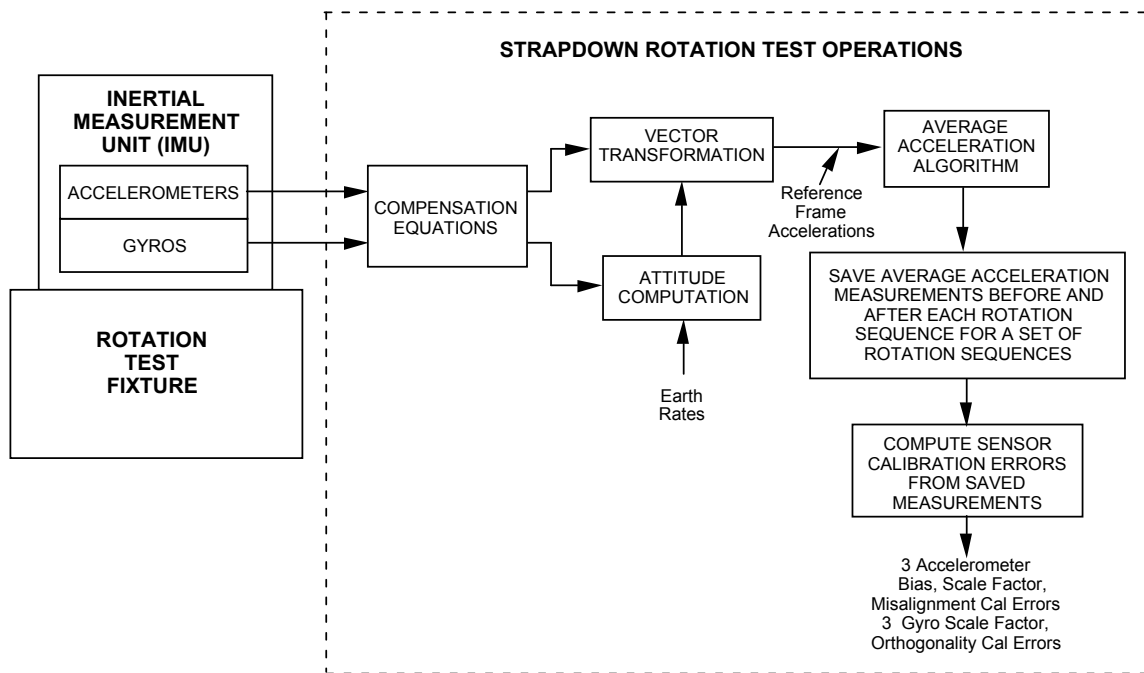 STRAPDOWN ROTATION TEST OPERATIONS
INERTIAL
MEASUREMENT
UNIT (IMU)
ACCELEROMETERS
GYROS
ROTATION
TEST
FIXTURE
COMPENSATION
EQUATIONS
VECTOR
TRANSFORMATION
ATTITUDE
COMPUTATION
Earth
Rates
Reference
Frame
Accelerations
AVERAGE
ACCELERATION
ALGORITHM
SAVE AVERAGE ACCELERATION
MEASUREMENTS BEFORE AND
AFTER EACH ROTATION
SEQUENCE FOR A SET OF
ROTATION SEQUENCES
COMPUTE SENSOR
CALIBRATION ERRORS
FROM SAVED
MEASUREMENTS
3 Accelerometer
Bias, Scale Factor,
Misalignment Cal Errors
3 Gyro Scale Factor,
Orthogonality Cal Errors